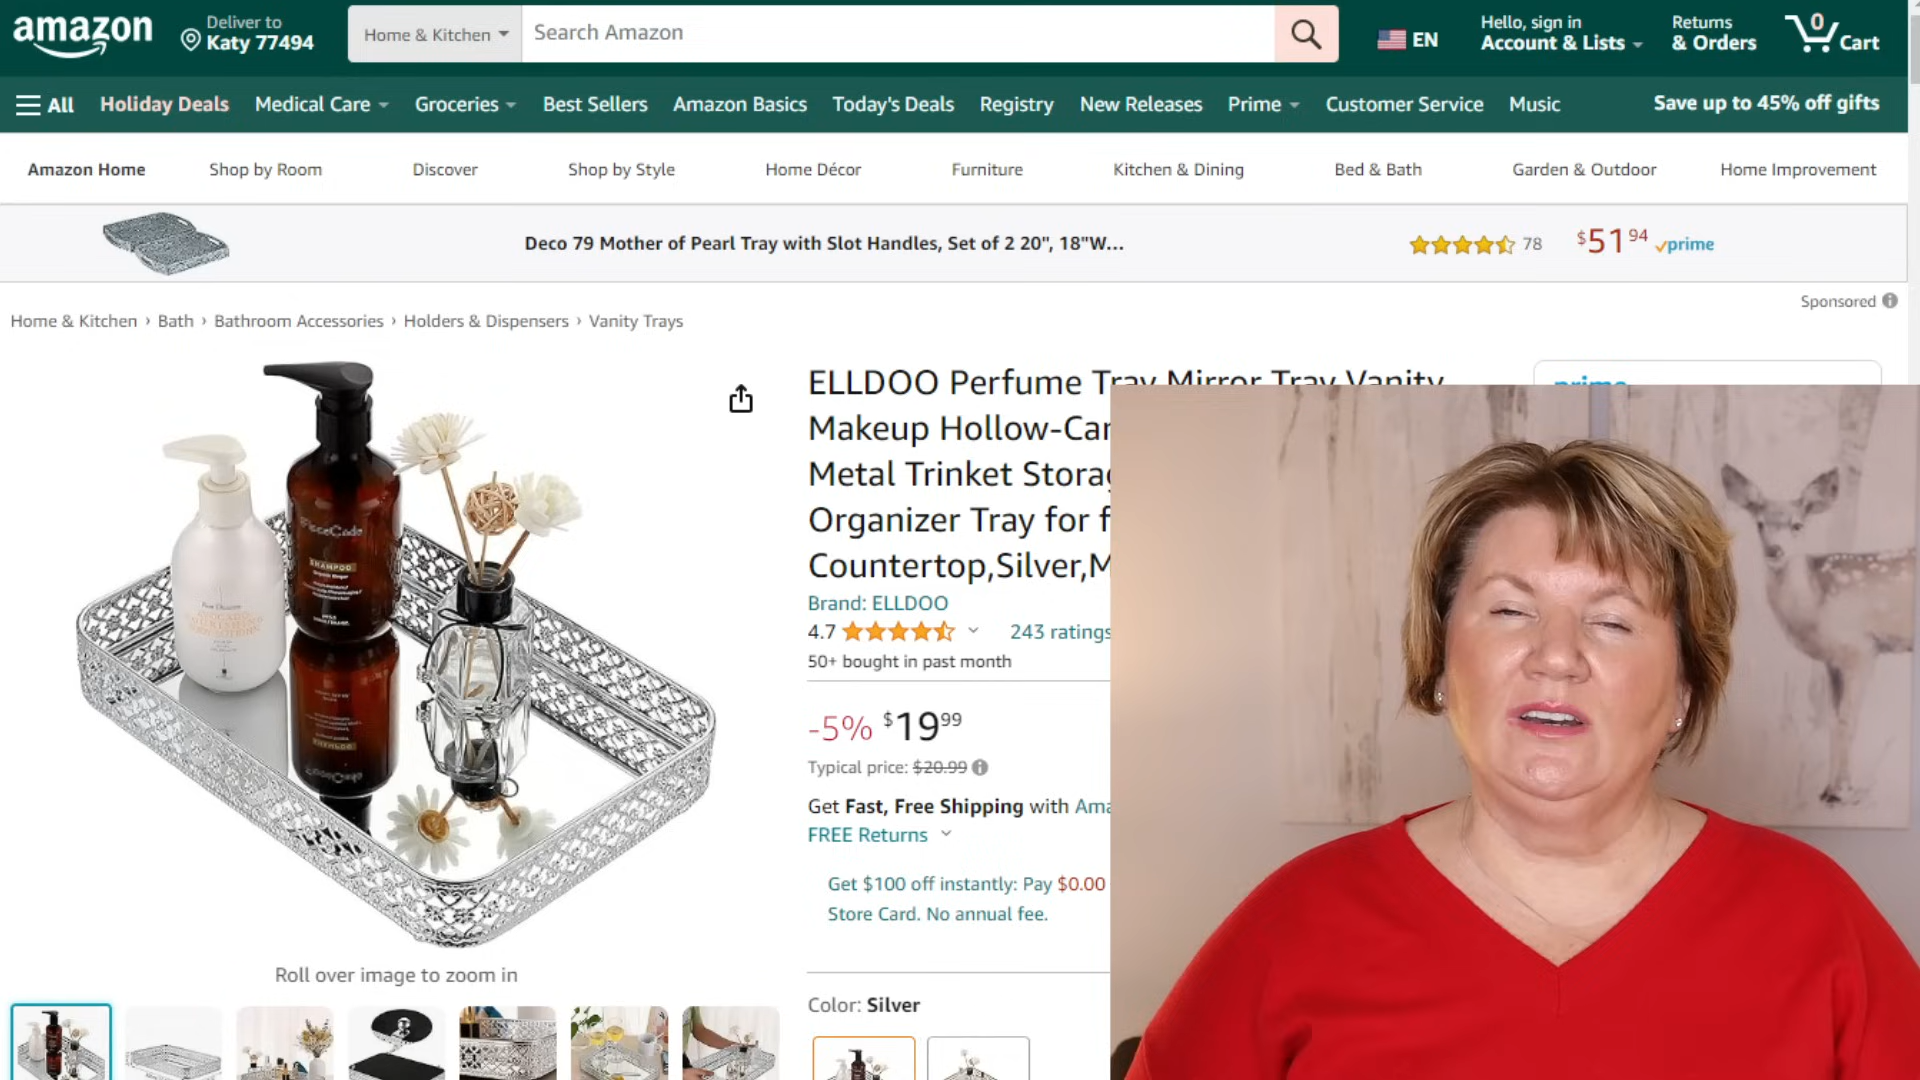 amazon
Deliver to
Katy 77494
Home & Kitchen
Search Amazon
EN
Hello, sign in
Account & Lists
Returns
& Orders
0
Cart
All
Holiday Deals
Medical Care
Groceries
Best Sellers
Amazon Basics
Today's Deals
Registry
New Releases
Prime
Customer Service
Music
Save up to 45% off gifts
Amazon Home
Shop by Room
Discover
Shop by Style
Home Décor
Furniture
Kitchen & Dining
Bed & Bath
Garden & Outdoor
Home Improvement
Deco 79 Mother of Pearl Tray with Slot Handles, Set of 2 20", 18"W...
78
$51 94
prime
Sponsored
Home & Kitchen › Bath › Bathroom Accessories › Holders & Dispensers › Vanity Trays
SHAMPOO
ELLDOO Perfume Tray Mirror Tray Vanity
Makeup Hollow-Car
Metal Trinket Storag
Organizer Tray for f
Countertop,Silver,M
prime
Brand: ELLDOO
4.7
243 ratings
50+ bought in past month
-5% $19 99
Typical price: $20.99
Get Fast, Free Shipping with Ama
FREE Returns
Get $100 off instantly: Pay $0.00
Store Card. No annual fee.
Roll over image to zoom in
Color: Silver